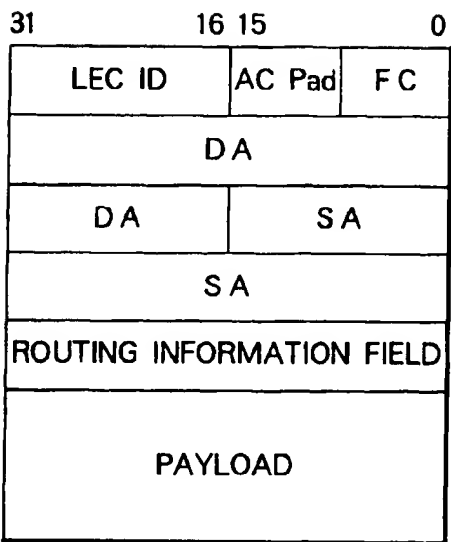 31 16 15 0
LEC ID AC Pad F C
D A
D A S A
S A
ROUTING INFORMATION FIELD
PAYLOAD